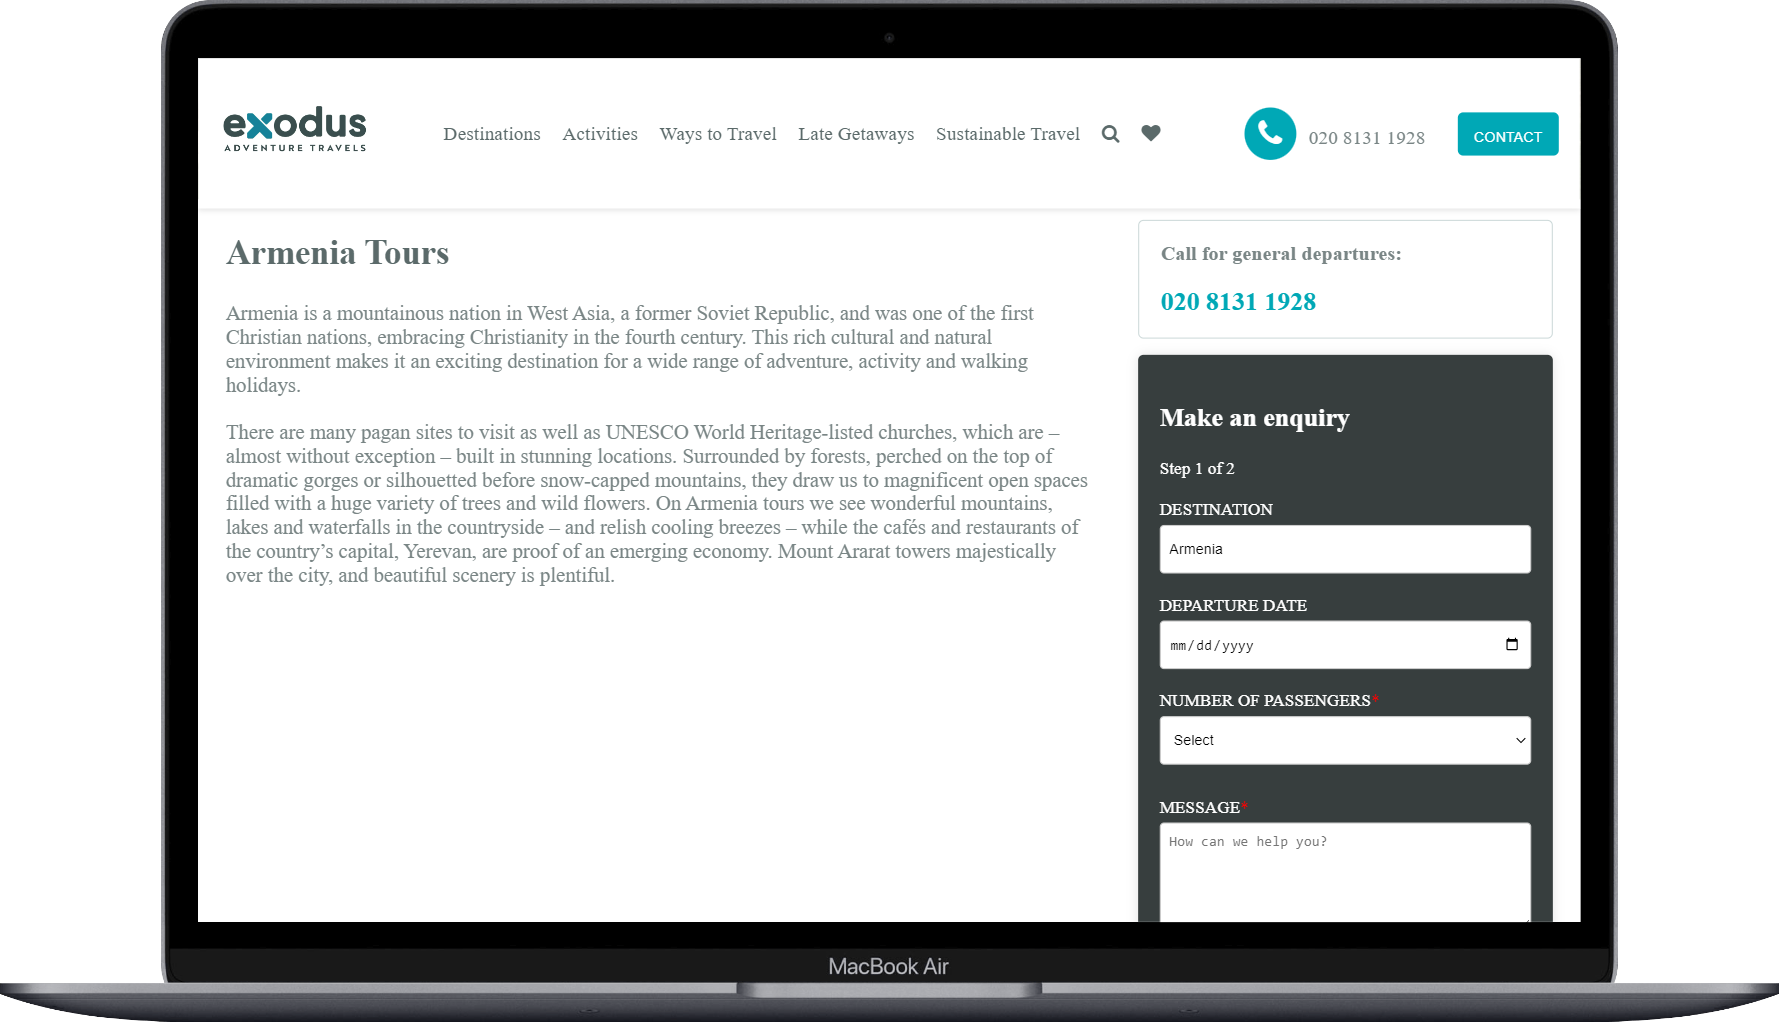 exodus
ADVENTURE TRAVELS
Destinations Activities Ways to Travel Late Getaways Sustainable Travel
020 8131 1928
CONTACT
Armenia Tours
Armenia is a mountainous nation in West Asia, a former Soviet Republic, and was one of the first
Christian nations, embracing Christianity in the fourth century. This rich cultural and natural
environment makes it an exciting destination for a wide range of adventure, activity and walking
holidays.
There are many pagan sites to visit as well as UNESCO World Heritage-listed churches, which are –
almost without exception – built in stunning locations. Surrounded by forests, perched on the top of
dramatic gorges or silhouetted before snow-capped mountains, they draw us to magnificent open spaces
filled with a huge variety of trees and wild flowers. On Armenia tours we see wonderful mountains,
lakes and waterfalls in the countryside – and relish cooling breezes – while the cafés and restaurants of
the country’s capital, Yerevan, are proof of an emerging economy. Mount Ararat towers majestically
over the city, and beautiful scenery is plentiful.
Call for general departures:
020 8131 1928
Make an enquiry
Step 1 of 2
DESTINATION
Armenia
DEPARTURE DATE
mm/dd/yyyy
NUMBER OF PASSENGERS*
Select
MESSAGE*
How can we help you?
MacBook Air